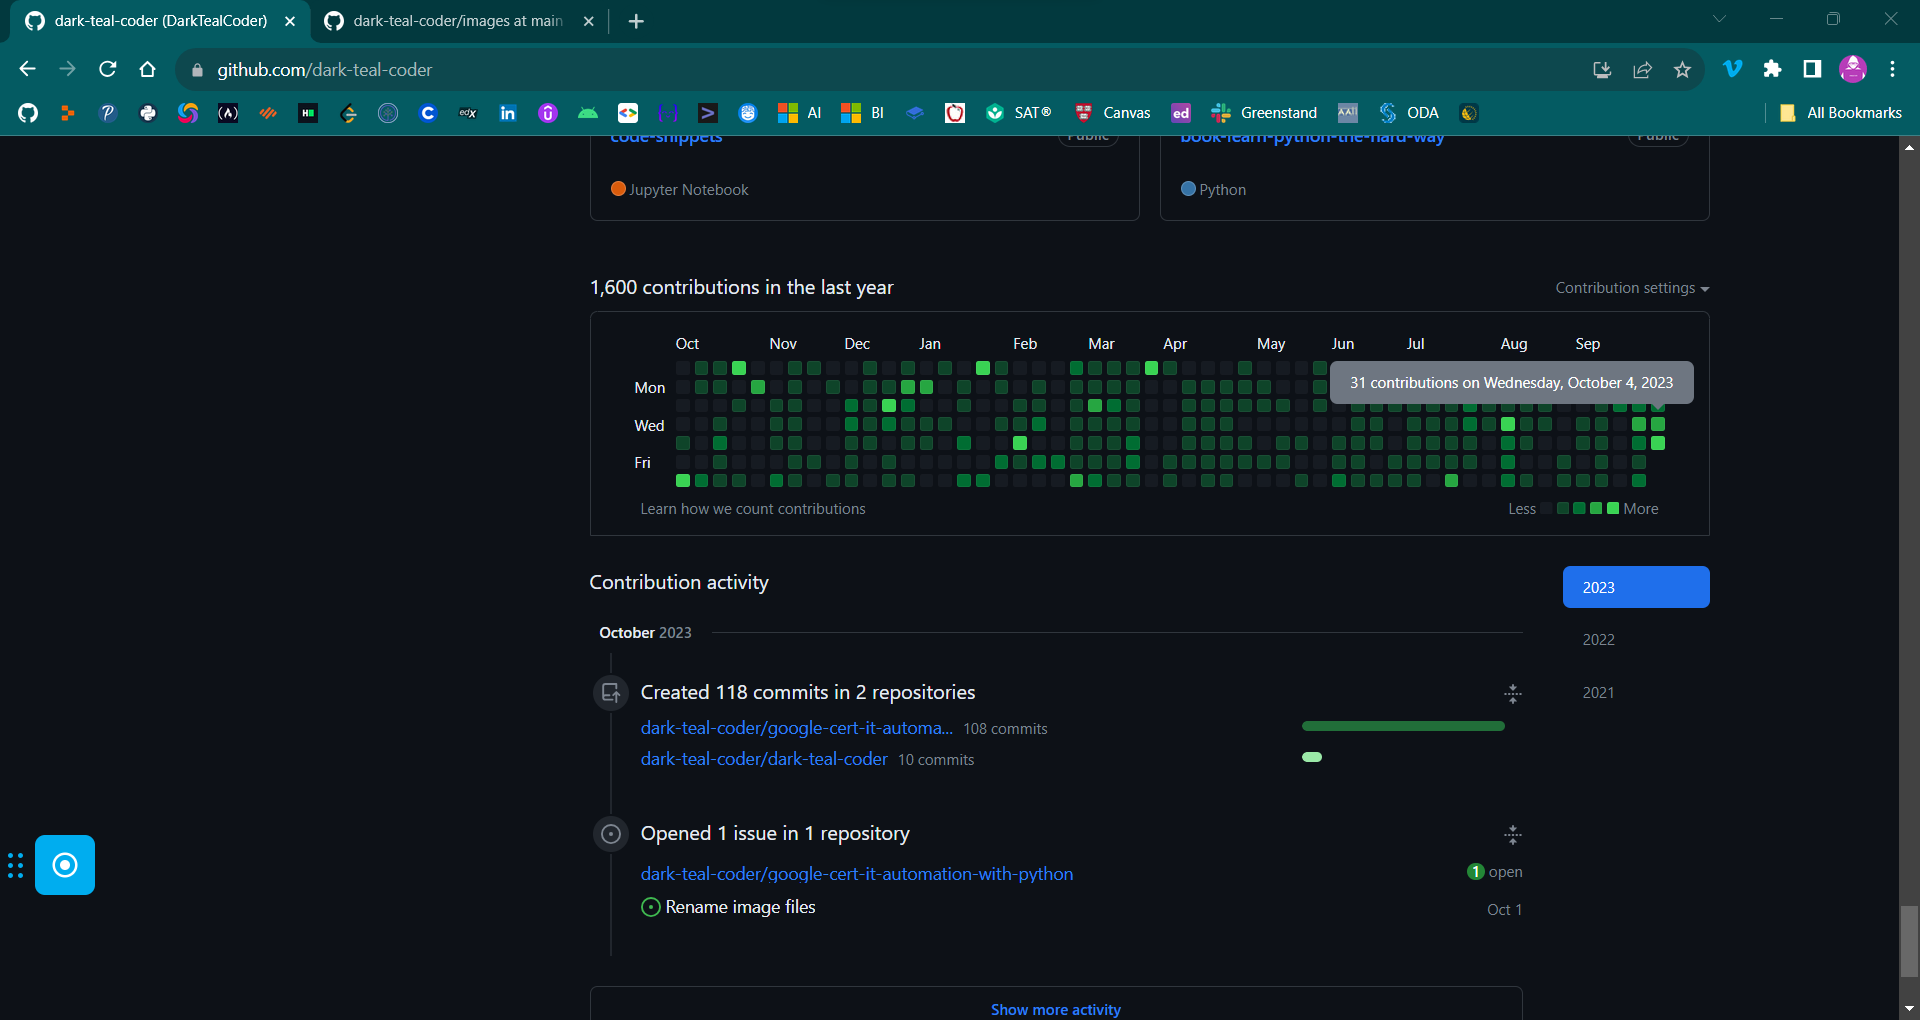 dark-teal-coder (DarkTealCoder)
dark-teal-coder/images at main
github.com/dark-teal-coder
AI
BI
SAT®
Canvas
ed
Greenstand
ODA
All Bookmarks
code-snippets
Public
book-learn-python-the-hard-way
Public
Jupyter Notebook
Python
1,600 contributions in the last year
Contribution settings
Oct Nov Dec Jan Feb Mar Apr May Jun Jul Aug Sep
31 contributions on Wednesday, October 4, 2023
Mon
Wed
Fri
Learn how we count contributions
Less More
Contribution activity
2023
2022
2021
October 2023
Created 118 commits in 2 repositories
dark-teal-coder/google-cert-it-automa... 108 commits
dark-teal-coder/dark-teal-coder 10 commits
Opened 1 issue in 1 repository
dark-teal-coder/google-cert-it-automation-with-python
1 open
Rename image files
Oct 1
Show more activity